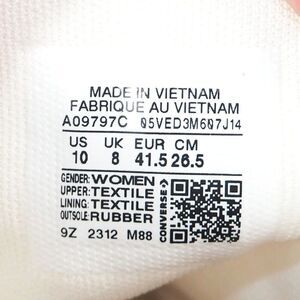 MADE IN VIETNAM
FABRIQUE AU VIETNAM
A09797C 05VED3M607J14
US UK EUR CM
10 8 41.5 26.5
GENDER: WOMEN
UPPER: TEXTILE
LINING: TEXTILE
OUTSOLE: RUBBER
CONVERSE
9Z 2312 M88